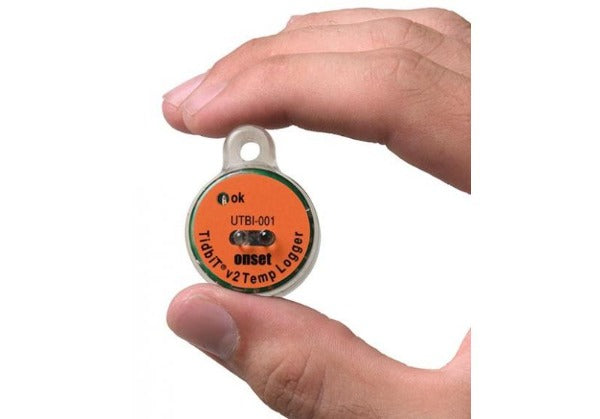 ok
UTBI-001
onset
TidbiT® v2 Temp Logger